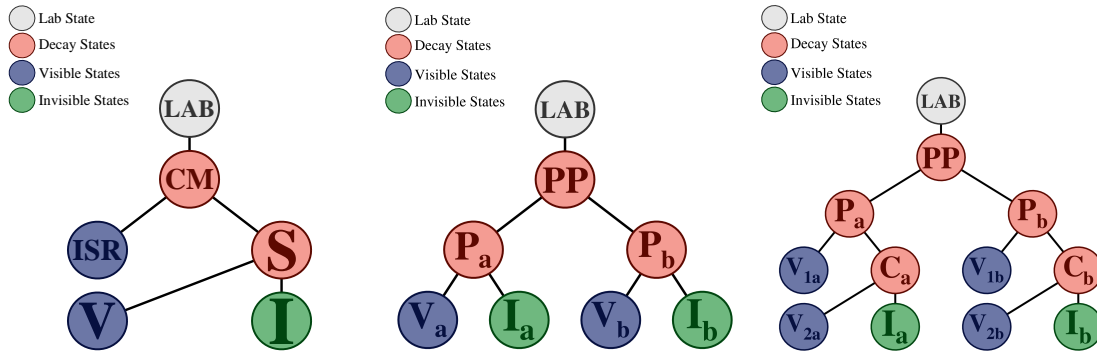 Lab State
Decay States
Visible States
Invisible States
LAB
CM
ISR
S
V
I
Lab State
Decay States
Visible States
Invisible States
LAB
PP
Pa
Pb
Va
Ia
Vb
Ib
Lab State
Decay States
Visible States
Invisible States
LAB
PP
Pa
Pb
V1a
Ca
V1b
Cb
V2a
Ia
V2b
Ib